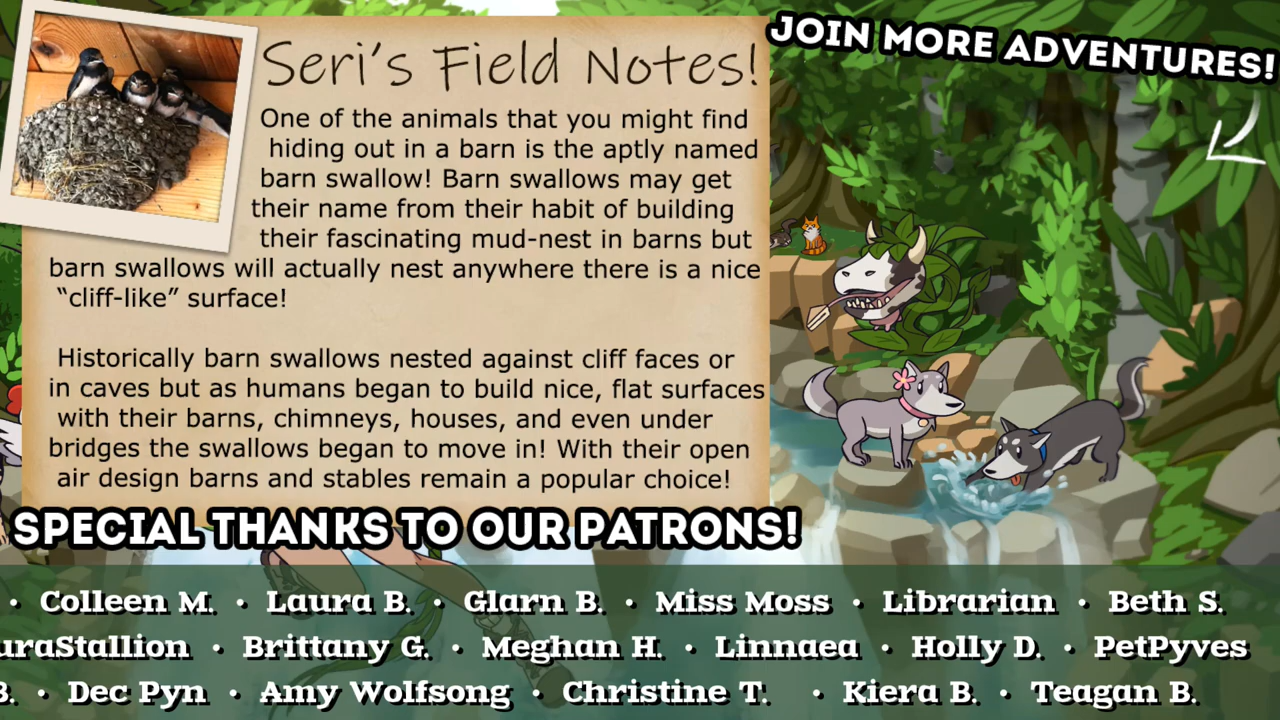 Seri's Field Notes!
JOIN MORE ADVENTURES!
One of the animals that you might find
hiding out in a barn is the aptly named
barn swallow! Barn swallows may get
their name from their habit of building
their fascinating mud-nest in barns but
barn swallows will actually nest anywhere there is a nice
“cliff-like” surface!
Historically barn swallows nested against cliff faces or
in caves but as humans began to build nice, flat surfaces
with their barns, chimneys, houses, and even under
bridges the swallows began to move in! With their open
air design barns and stables remain a popular choice!
SPECIAL THANKS TO OUR PATRONS!
• Colleen M. • Laura B. • Glarn B. • Miss Moss • Librarian • Beth S.
uraStallion • Brittany G. • Meghan H. • Linnaea • Holly D. • PetPyves
B. • Dec Pyn • Amy Wolfsong • Christine T. • Kiera B. • Teagan B.